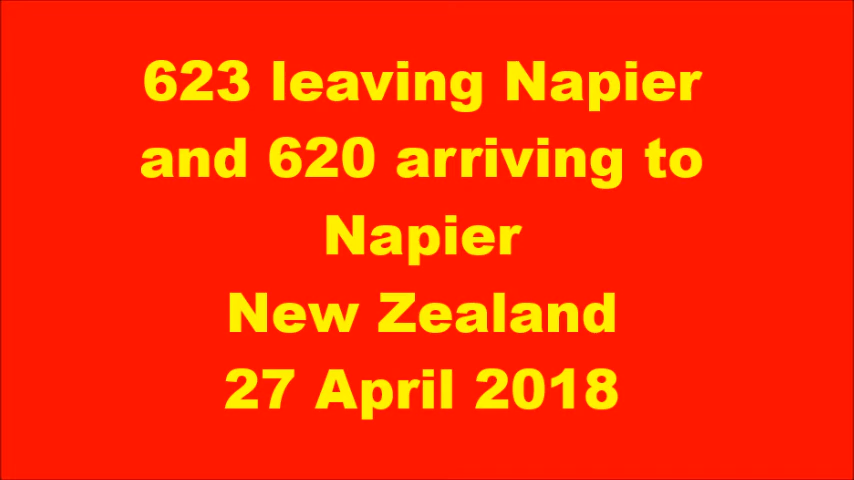 623 leaving Napier
and 620 arriving to
Napier
New Zealand
27 April 2018